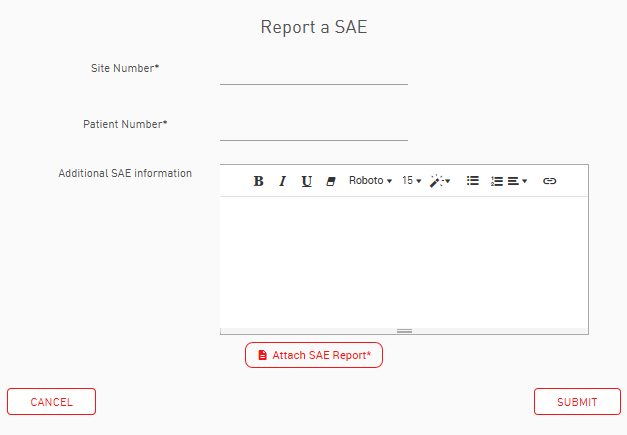 Report a SAE
Site Number*
Patient Number*
Additional SAE information
B I U Roboto 15
Attach SAE Report*
CANCEL
SUBMIT